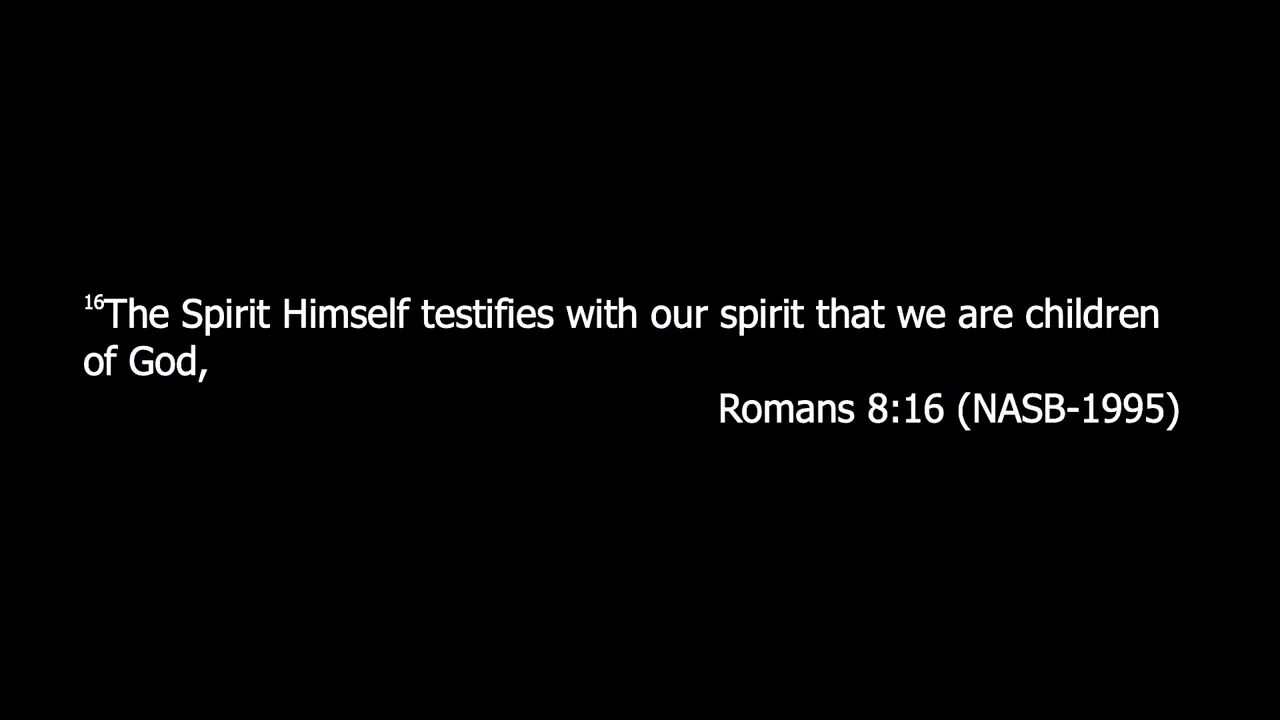 16The Spirit Himself testifies with our spirit that we are children
of God,
Romans 8:16 (NASB-1995)